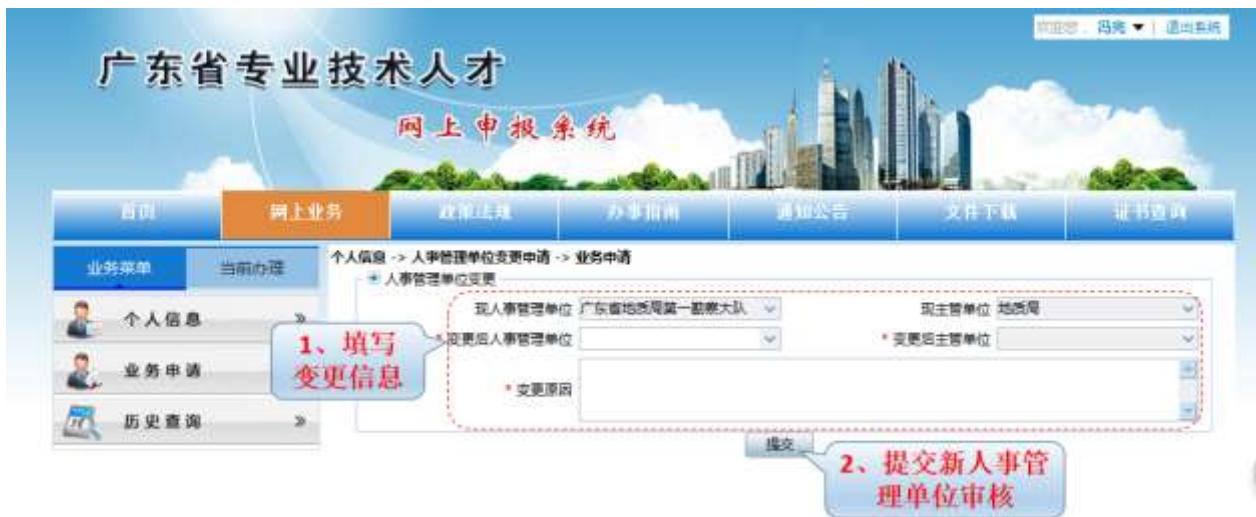 欢迎您， 冯亮 ▼ | 退出系统
广东省专业技术人才
网上申报系统
首页 网上业务 政策法规 办事指南 通知公告 文件下载 证书查询
业务菜单 当前办理
个人信息 -> 人事管理单位变更申请 -> 业务申请
人事管理单位变更
个人信息 »
现人事管理单位 广东省地质局第一勘察大队 现主管单位 地质局
* 变更后人事管理单位 * 变更后主管单位
1、填写
变更信息
业务申请
* 变更原因
历史查询 »
提交
2、提交新人事管
理单位审核